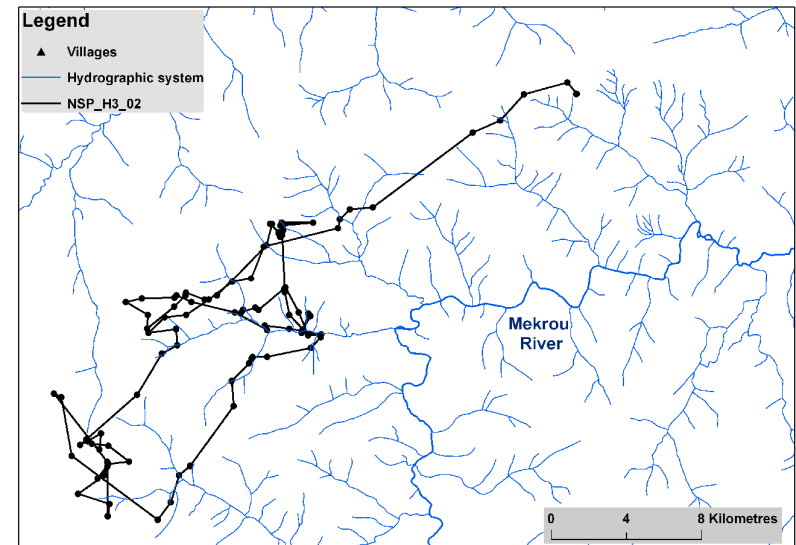 Legend
Villages
Hydrographic system
NSP_H3_02
Mekrou
River
0 4 8 Kilometres